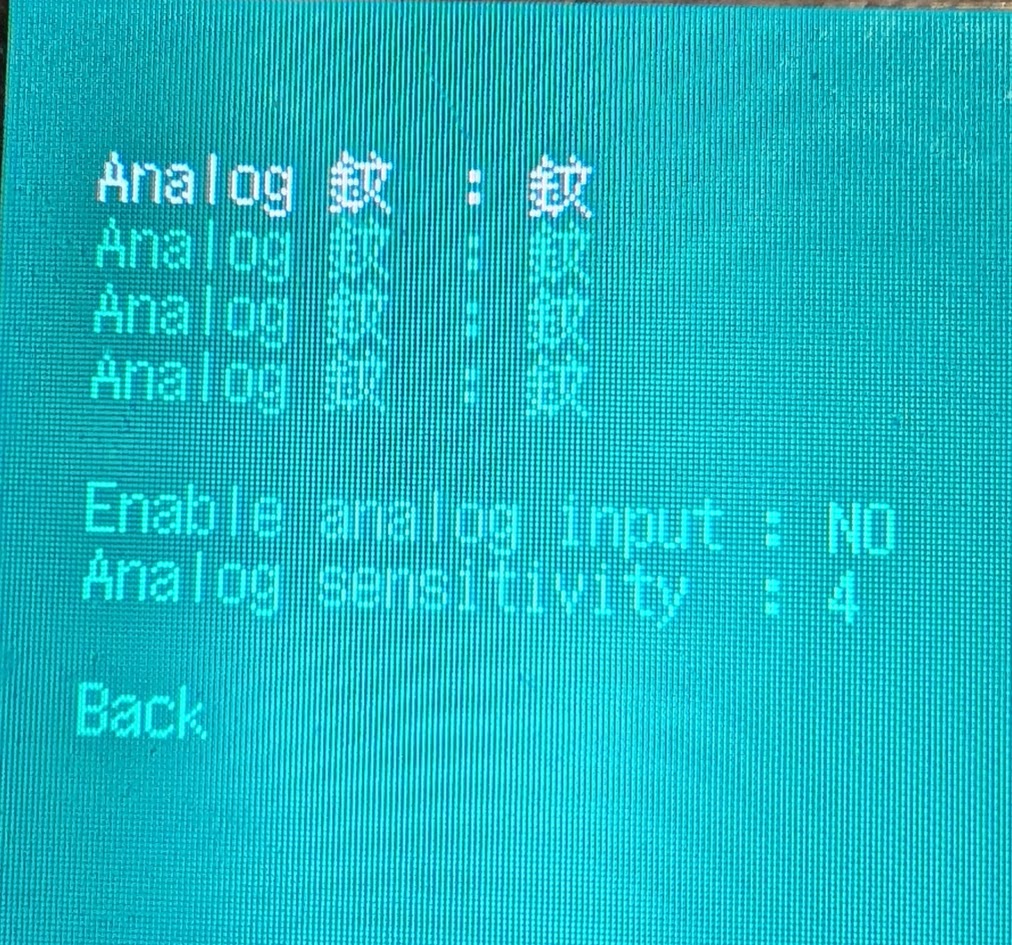 Analog 鈫 : 鈫
Analog 鈫 : 鈫
Analog 鈫 : 鈫
Analog 鈫 : 鈫
Enable analog input : NO
Analog sensitivity : 4
Back